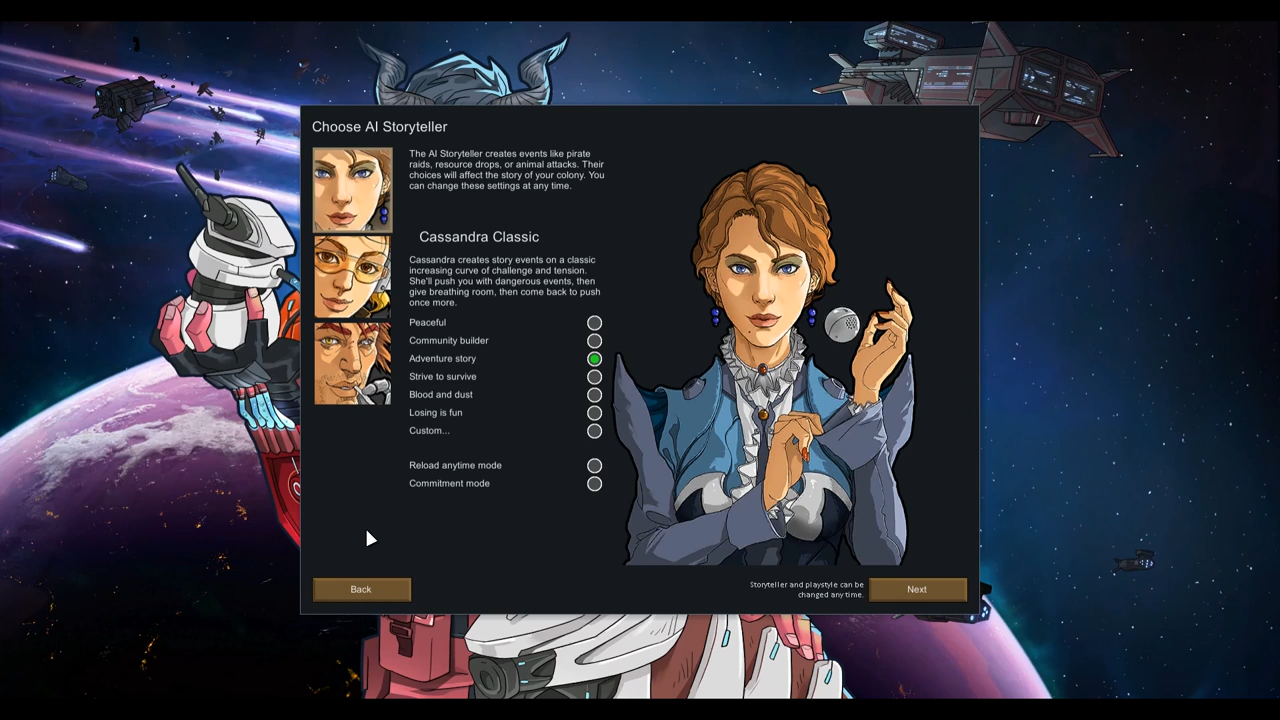 Choose AI Storyteller
The AI Storyteller creates events like pirate
raids, resource drops, or animal attacks. Their
choices will affect the story of your colony. You
can change these settings at any time.
Cassandra Classic
Cassandra creates story events on a classic
increasing curve of challenge and tension.
She'll push you with dangerous events, then
give breathing room, then come back to push
once more.
Peaceful
Community builder
Adventure story
Strive to survive
Blood and dust
Losing is fun
Custom...
Reload anytime mode
Commitment mode
Back
Storyteller and playstyle can be
changed any time.
Next